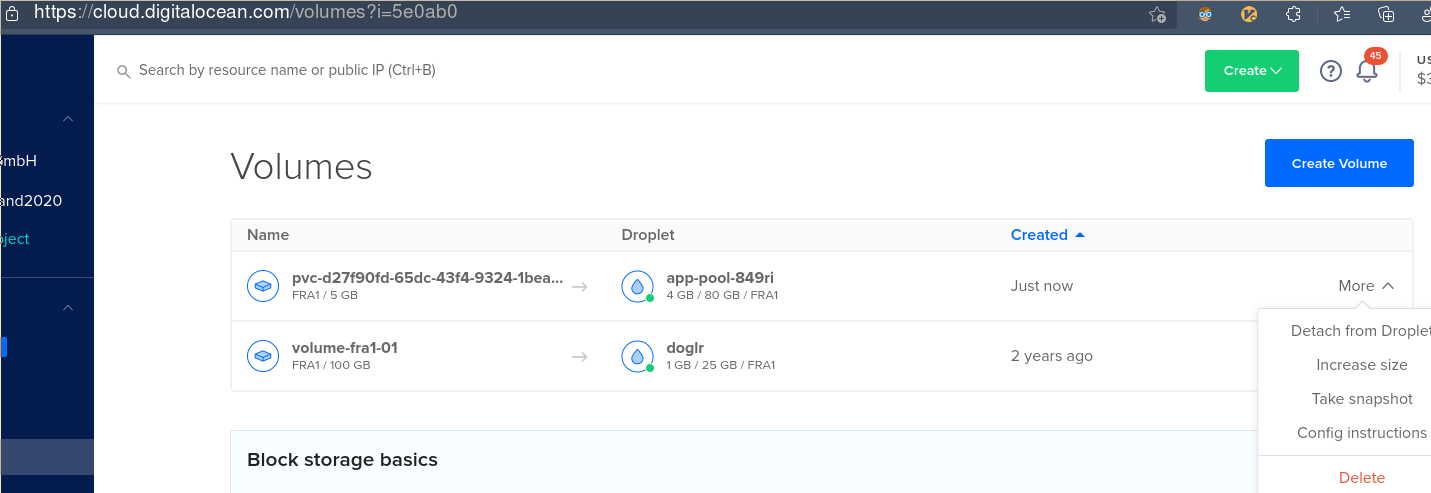 https://cloud.digitalocean.com/volumes?i=5e0ab0
Search by resource name or public IP (Ctrl+B)
Create
45
US
$3
mbH
and2020
ject
Volumes
Create Volume
Name Droplet Created
pvc-d27f90fd-65dc-43f4-9324-1bea... app-pool-849ri Just now More
FRA1 / 5 GB 4 GB / 80 GB / FRA1
volume-fra1-01 doglr 2 years ago
FRA1 / 100 GB 1 GB / 25 GB / FRA1
Detach from Droplet
Increase size
Take snapshot
Config instructions
Delete
Block storage basics